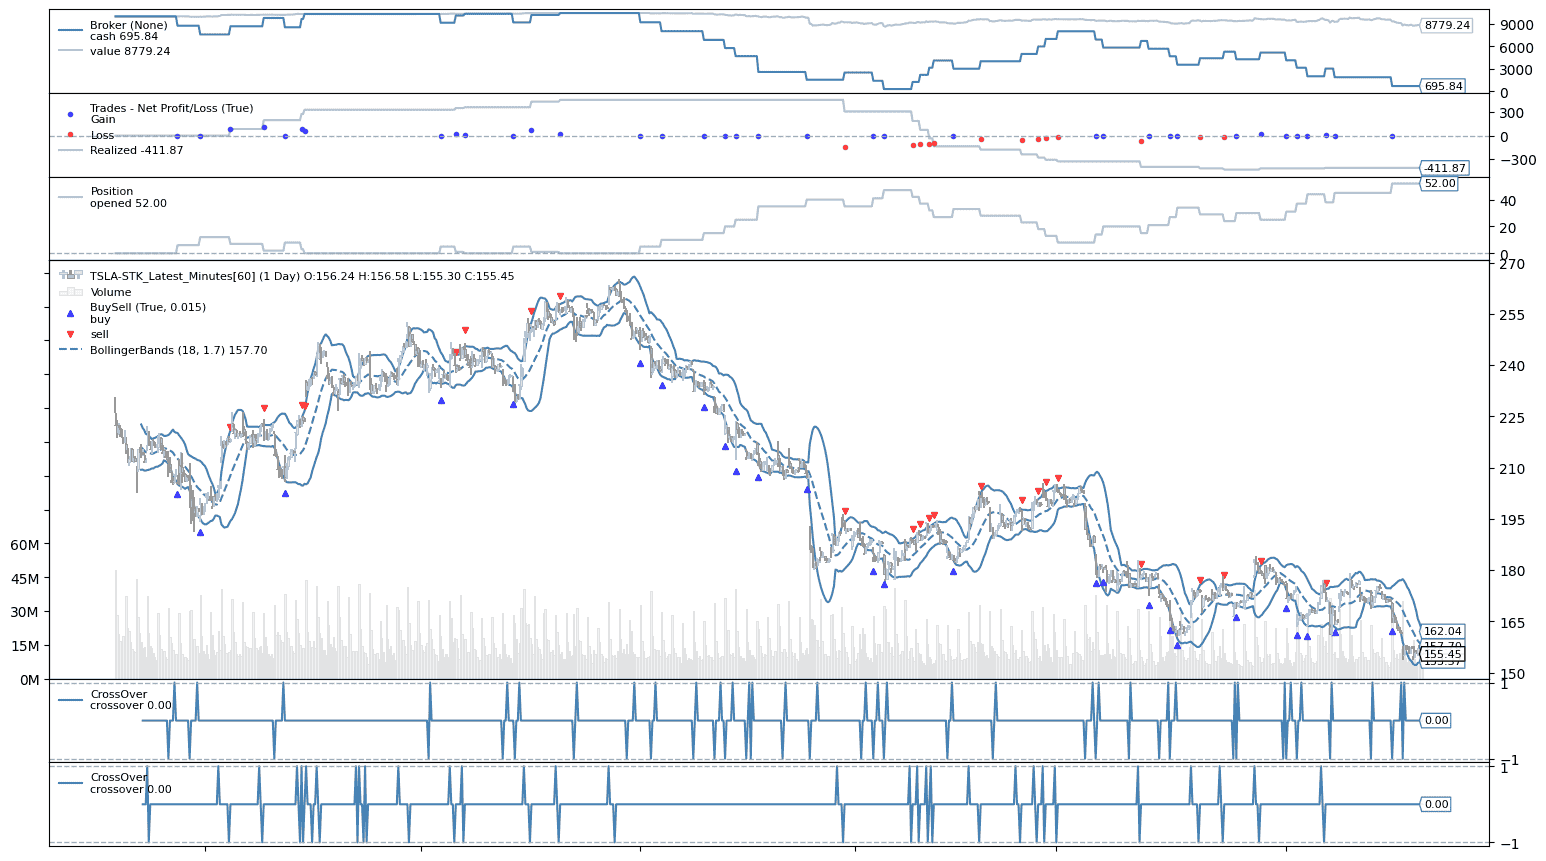 Broker (None)
cash 695.84
value 8779.24
9000
8779.24
6000
3000
695.84
0
Trades - Net Profit/Loss (True)
Gain
Loss
Realized -411.87
300
0
−300
-411.87
Position
opened 52.00
52.00
40
20
0
TSLA-STK_Latest_Minutes[60] (1 Day) O:156.24 H:156.58 L:155.30 C:155.45
Volume
BuySell (True, 0.015)
buy
sell
BollingerBands (18, 1.7) 157.70
270
255
240
225
210
195
180
165
150
60M
45M
30M
15M
0M
162.04
155.45
CrossOver
crossover 0.00
1
0.00
−1
CrossOver
crossover 0.00
1
0.00
−1